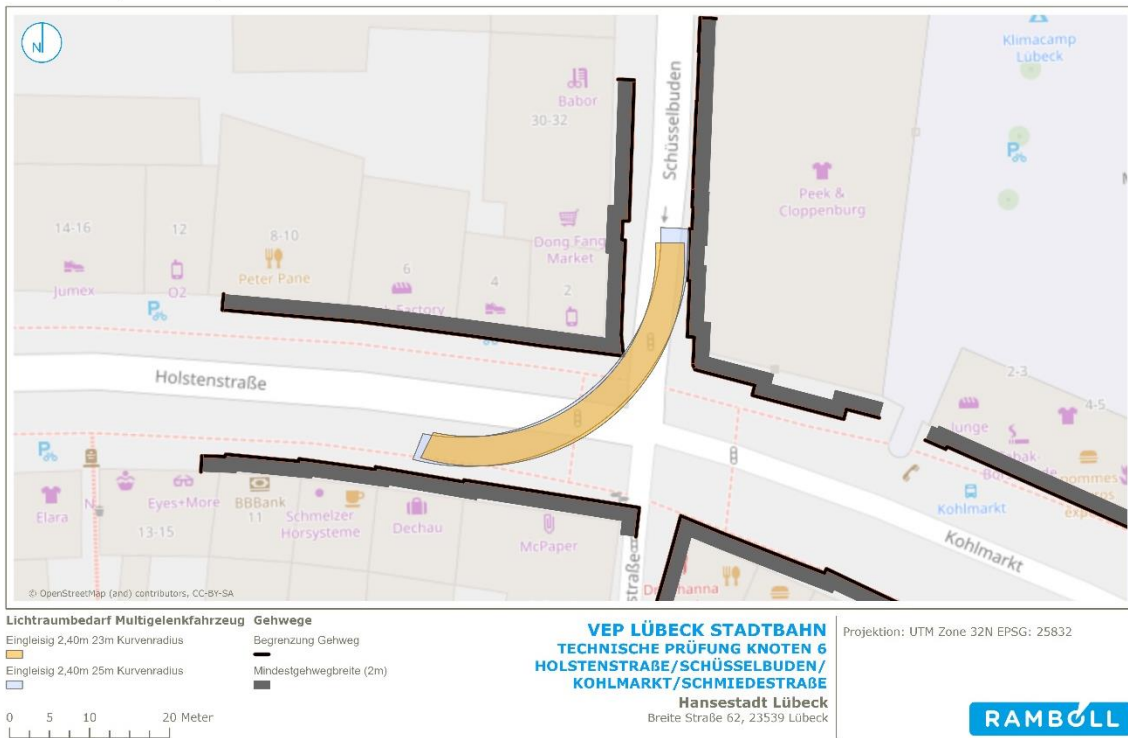 N
Klimacamp
Lübeck
Babor
30-32
Schüsselbuden
Peek &
Cloppenburg
14-16
12
8-10
Dong Fang
Market
Jumex
O2
Peter Pane
6
Factory
4
2
Holstenstraße
2-3
4-5
Junge
Kohlmarkt
Elara
Eyes+More
BBBank
11
13-15
Schmelzer
Hörsysteme
Dechau
McPaper
Kohlmarkt
straße
© OpenStreetMap (and) contributors, CC-BY-SA
Lichtraumbedarf Multigelenkfahrzeug
Eingleisig 2,40m 23m Kurvenradius
Eingleisig 2,40m 25m Kurvenradius
0 5 10 20 Meter
Gehwege
Begrenzung Gehweg
Mindestgehwegbreite (2m)
VEP LÜBECK STADTBAHN
TECHNISCHE PRÜFUNG KNOTEN 6
HOLSTENSTRAßE/SCHÜSSELBUDEN/
KOHLMARKT/SCHMIEDESTRAßE
Hansestadt Lübeck
Breite Straße 62, 23539 Lübeck
Projektion: UTM Zone 32N EPSG: 25832
RAMBOLL